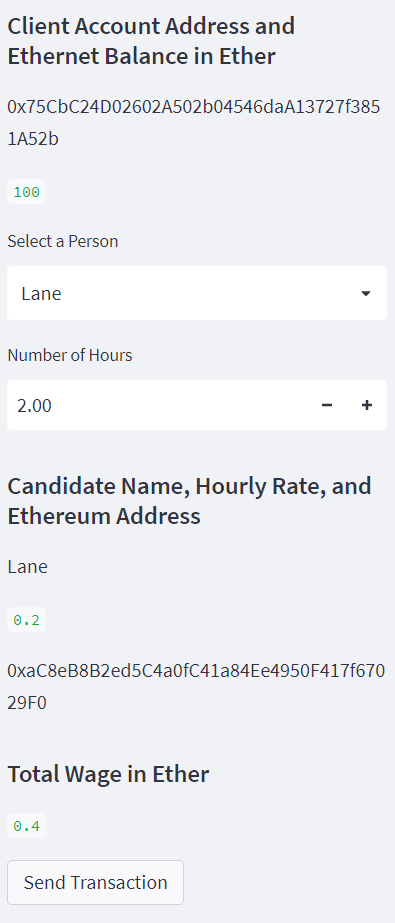 Client Account Address and
Ethernet Balance in Ether
0x75CbC24D02602A502b04546daA13727f385
1A52b
100
Select a Person
Lane
Number of Hours
2.00
Candidate Name, Hourly Rate, and
Ethereum Address
Lane
0.2
0xaC8eB8B2ed5C4a0fC41a84Ee4950F417f670
29F0
Total Wage in Ether
0.4
Send Transaction